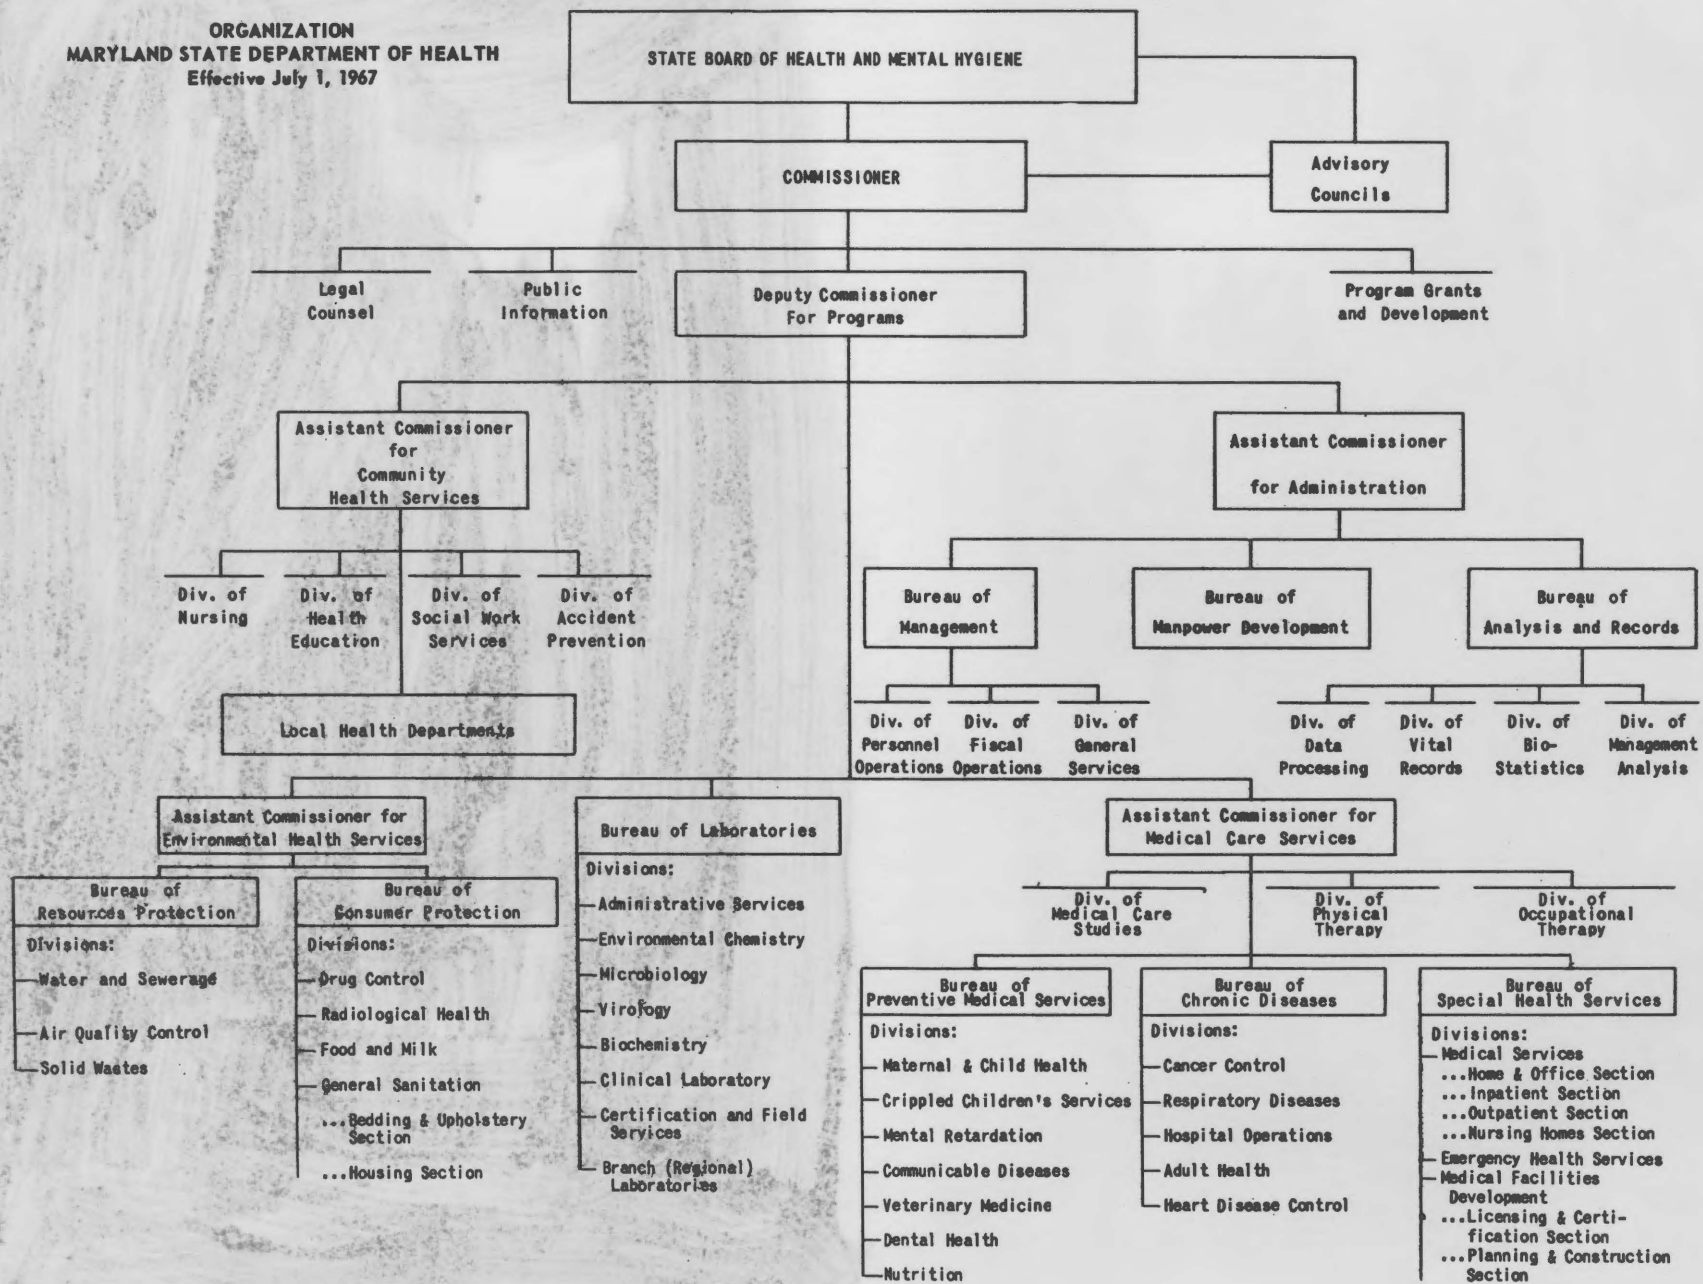 ORGANIZATION
MARYLAND STATE DEPARTMENT OF HEALTH
Effective July 1, 1967
STATE BOARD OF HEALTH AND MENTAL HYGIENE
COMMISSIONER
Advisory
Councils
Legal
Counsel
Public
Information
Deputy Commissioner
For Programs
Program Grants
and Development
Assistant Commissioner
for
Community
Health Services
Assistant Commissioner
for Administration
Div. of
Nursing
Div. of
Health
Education
Div. of
Social Work
Services
Div. of
Accident
Prevention
Local Health Departments
Bureau of
Management
Bureau of
Manpower Development
Bureau of
Analysis and Records
Div. of
Personnel
Operations
Div. of
Fiscal
Operations
Div. of
General
Services
Div. of
Data
Processing
Div. of
Vital
Records
Div. of
Bio-
Statistics
Div. of
Management
Analysis
Assistant Commissioner for
Environmental Health Services
Bureau of
Resources Protection
Divisions:
Water and Sewerage
Air Quality Control
Solid Wastes
Bureau of
Consumer Protection
Divisions:
Drug Control
Radiological Health
Food and Milk
General Sanitation
...Bedding & Upholstery
Section
...Housing Section
Bureau of Laboratories
Divisions:
Administrative Services
Environmental Chemistry
Microbiology
Virology
Biochemistry
Clinical Laboratory
Certification and Field
Services
Branch (Regional)
Laboratories
Assistant Commissioner for
Medical Care Services
Div. of
Medical Care
Studies
Div. of
Physical
Therapy
Div. of
Occupational
Therapy
Bureau of
Preventive Medical Services
Divisions:
Maternal & Child Health
Crippled Children's Services
Mental Retardation
Communicable Diseases
Veterinary Medicine
Dental Health
Nutrition
Bureau of
Chronic Diseases
Divisions:
Cancer Control
Respiratory Diseases
Hospital Operations
Adult Health
Heart Disease Control
Bureau of
Special Health Services
Divisions:
Medical Services
...Home & Office Section
...Inpatient Section
...Outpatient Section
...Nursing Homes Section
Emergency Health Services
Medical Facilities
Development
...Licensing & Certi-
fication Section
...Planning & Construction
Section